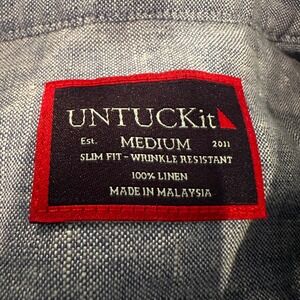 UNTUCKit
Est. MEDIUM 2011
SLIM FIT - WRINKLE RESISTANT
100% LINEN
MADE IN MALAYSIA